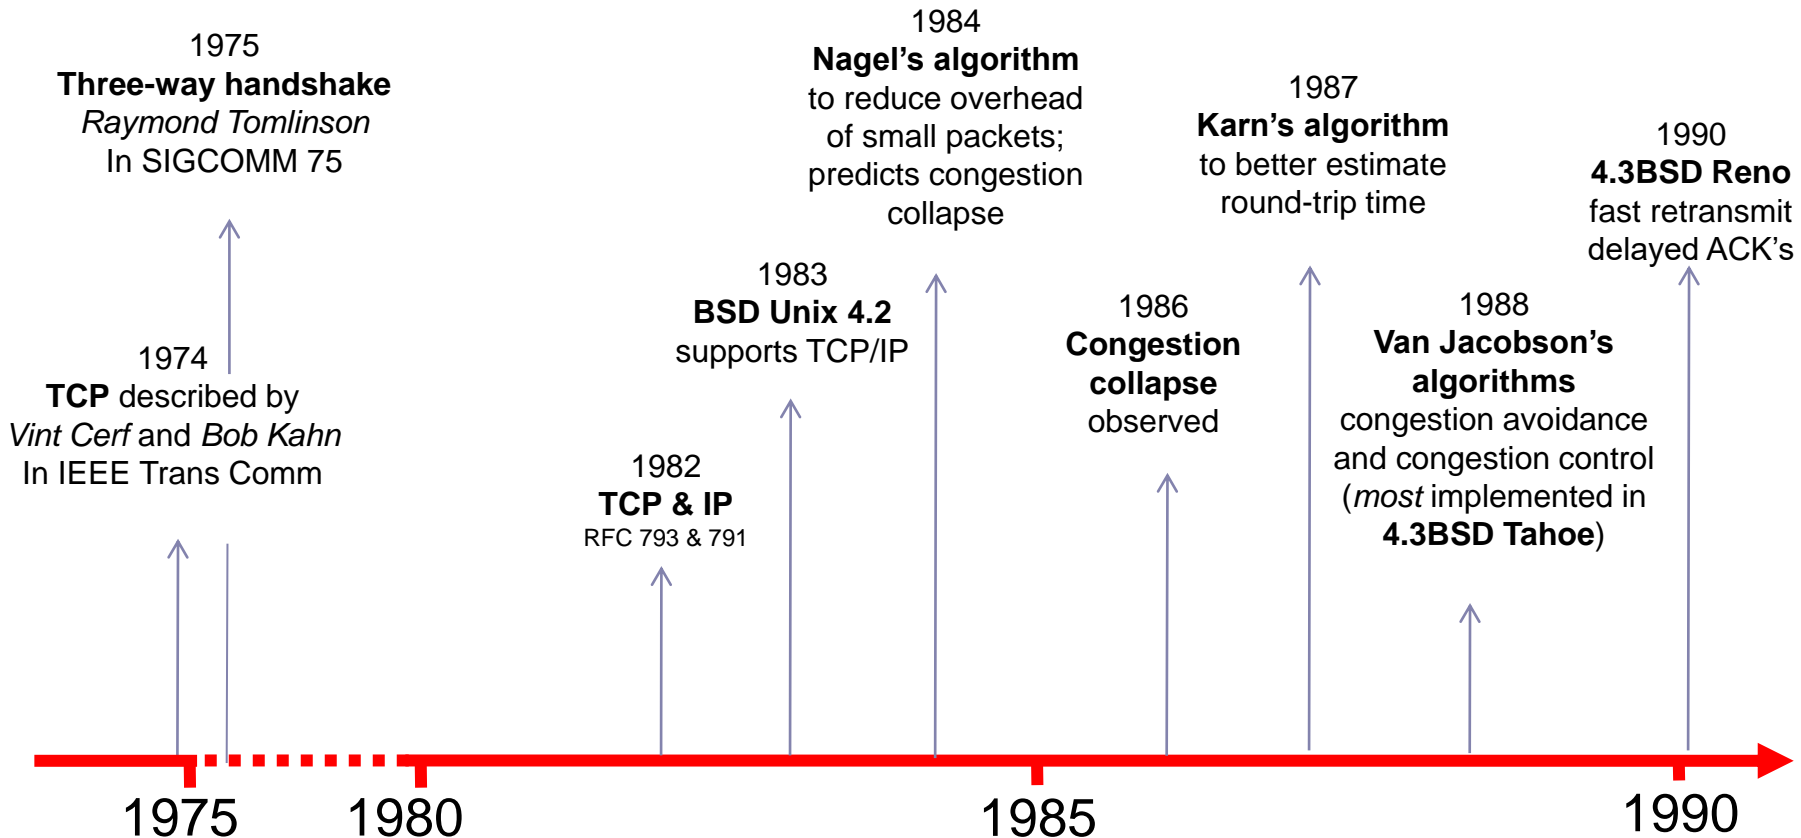 1975
Three-way handshake
Raymond Tomlinson
In SIGCOMM 75
1974
TCP described by
Vint Cerf and Bob Kahn
In IEEE Trans Comm
1982
TCP & IP
RFC 793 & 791
1983
BSD Unix 4.2
supports TCP/IP
1984
Nagel’s algorithm
to reduce overhead
of small packets;
predicts congestion
collapse
1986
Congestion
collapse
observed
1987
Karn’s algorithm
to better estimate
round-trip time
1988
Van Jacobson’s
algorithms
congestion avoidance
and congestion control
(most implemented in
4.3BSD Tahoe)
1990
4.3BSD Reno
fast retransmit
delayed ACK’s
1975
1980
1985
1990